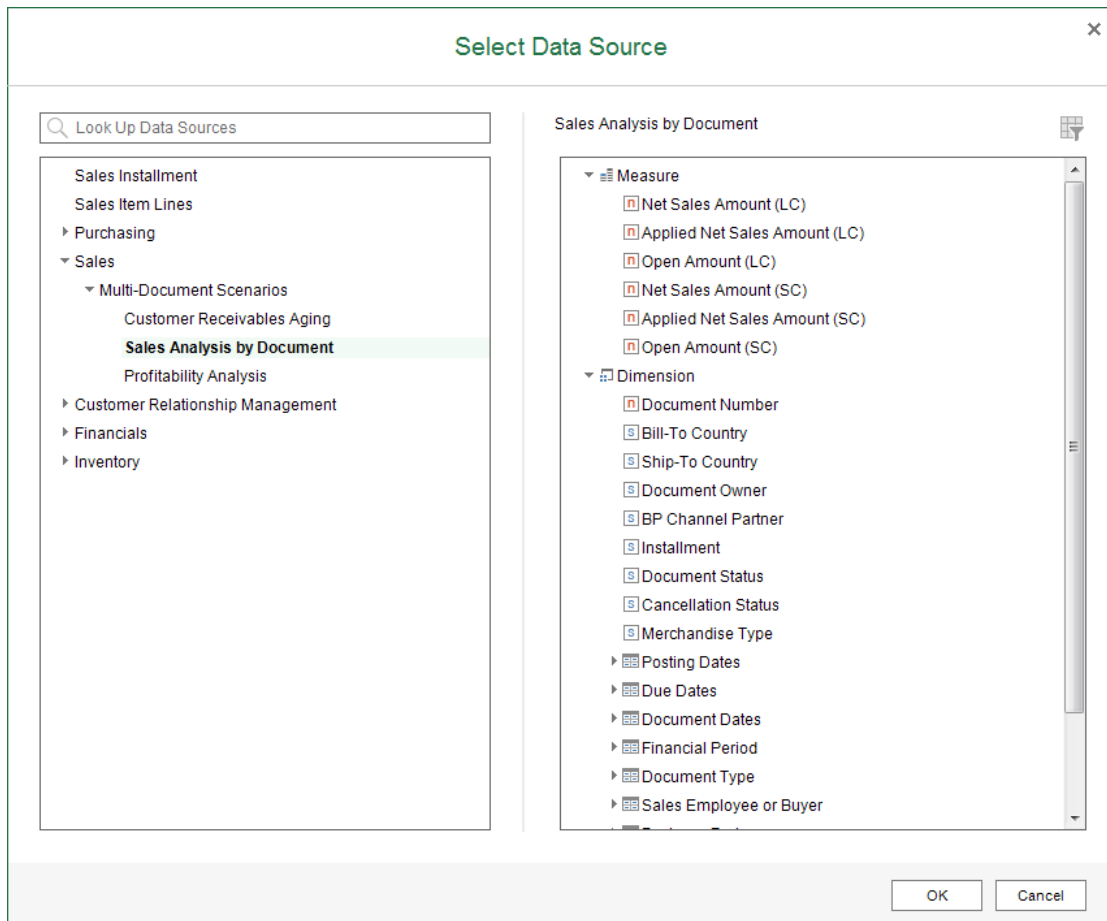 Select Data Source
Look Up Data Sources
Sales Installment
Sales Item Lines
Purchasing
Sales
Multi-Document Scenarios
Customer Receivables Aging
Sales Analysis by Document
Profitability Analysis
Customer Relationship Management
Financials
Inventory
Sales Analysis by Document
Measure
n Net Sales Amount (LC)
n Applied Net Sales Amount (LC)
n Open Amount (LC)
n Net Sales Amount (SC)
n Applied Net Sales Amount (SC)
n Open Amount (SC)
Dimension
n Document Number
S Bill-To Country
S Ship-To Country
S Document Owner
S BP Channel Partner
S Installment
S Document Status
S Cancellation Status
S Merchandise Type
Posting Dates
Due Dates
Document Dates
Financial Period
Document Type
Sales Employee or Buyer
OK
Cancel